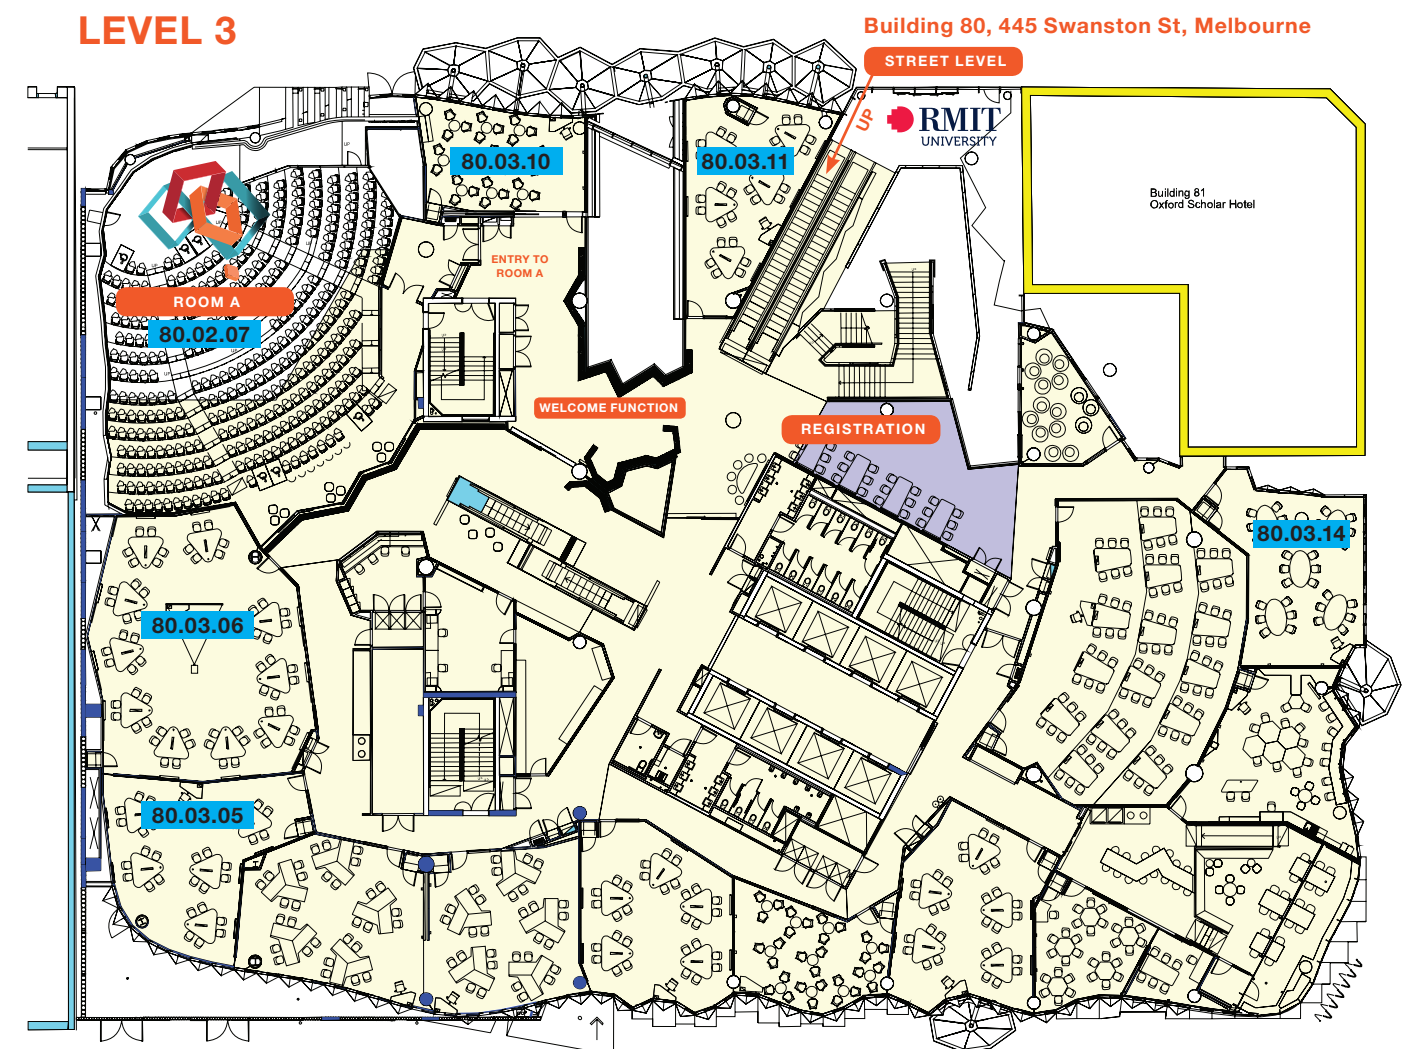 LEVEL 3
Building 80, 445 Swanston St, Melbourne
STREET LEVEL
UP
RMIT
UNIVERSITY
80.03.10
80.03.11
Building 81
Oxford Scholar Hotel
ENTRY TO
ROOM A
ROOM A
80.02.07
WELCOME FUNCTION
REGISTRATION
80.03.14
80.03.06
80.03.05